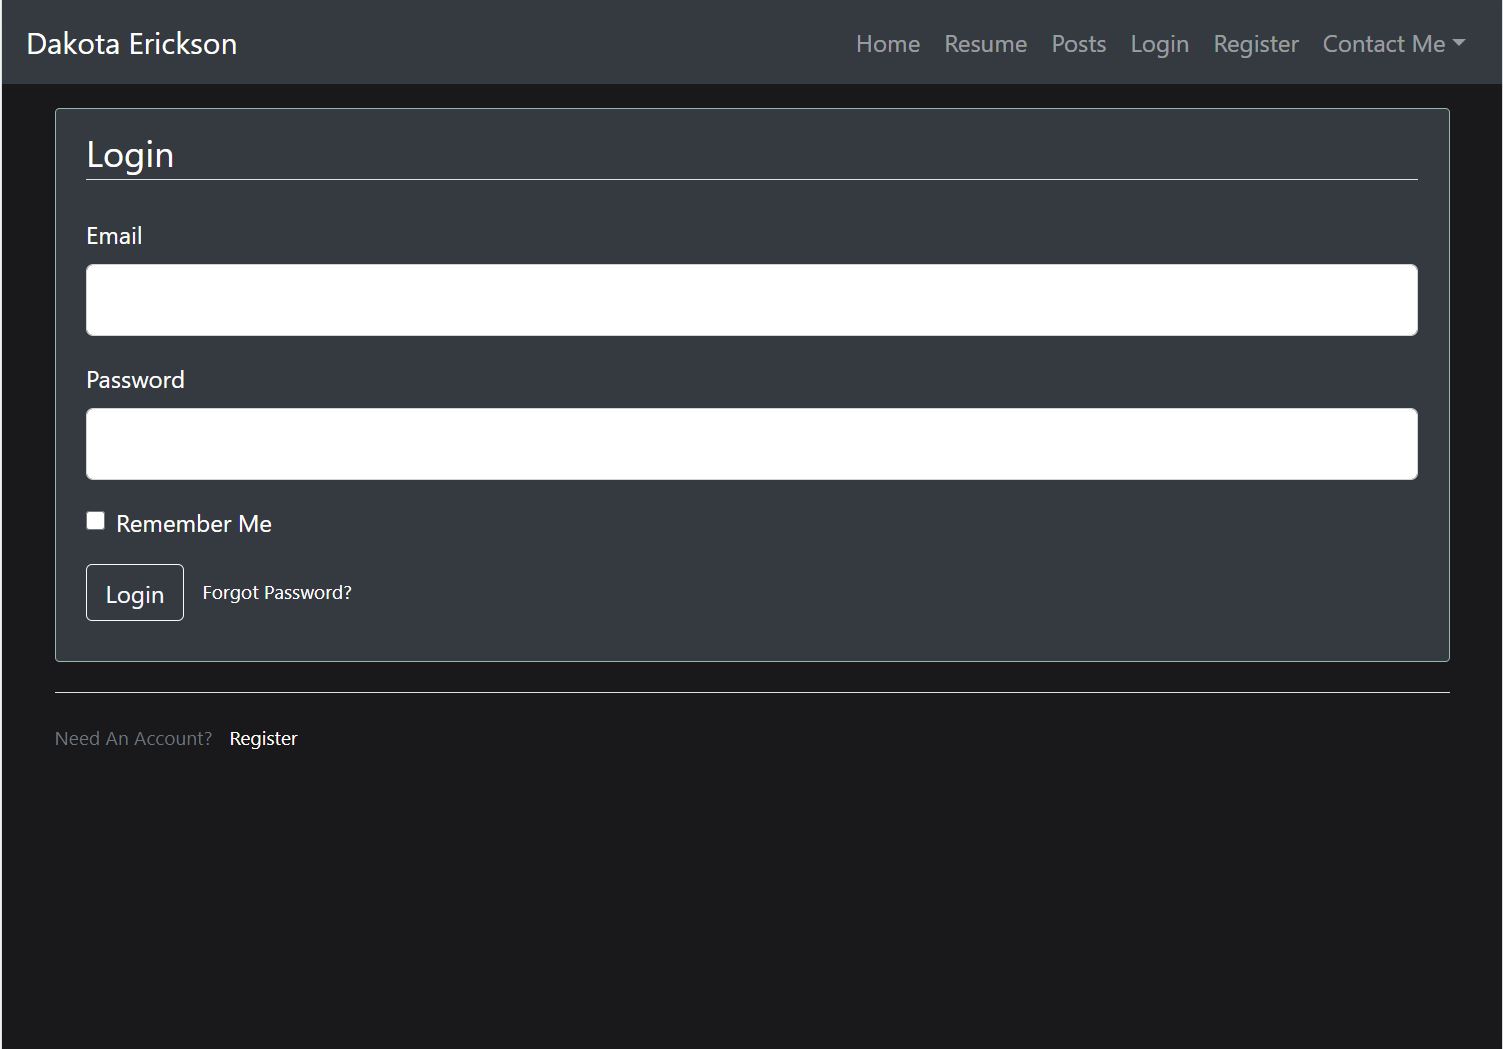 Dakota Erickson Home Resume Posts Login Register Contact Me
Login
Email
Password
Remember Me
Login Forgot Password?
Need An Account? Register